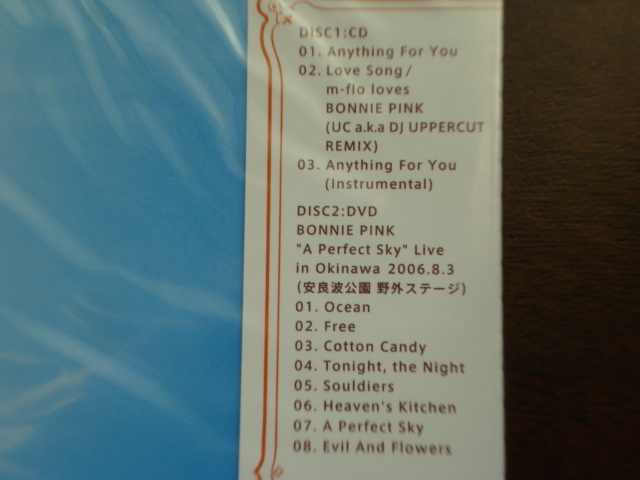 DISC1:CD
01. Anything For You
02. Love Song/
m-flo loves
BONNIE PINK
(UC a.k.a DJ UPPERCUT
REMIX)
03. Anything For You
(Instrumental)
DISC2:DVD
BONNIE PINK
"A Perfect Sky" Live
in Okinawa 2006.8.3
(安良波公園 野外ステージ)
01. Ocean
02. Free
03. Cotton Candy
04. Tonight, the Night
05. Souldiers
06. Heaven's Kitchen
07. A Perfect Sky
08. Evil And Flowers